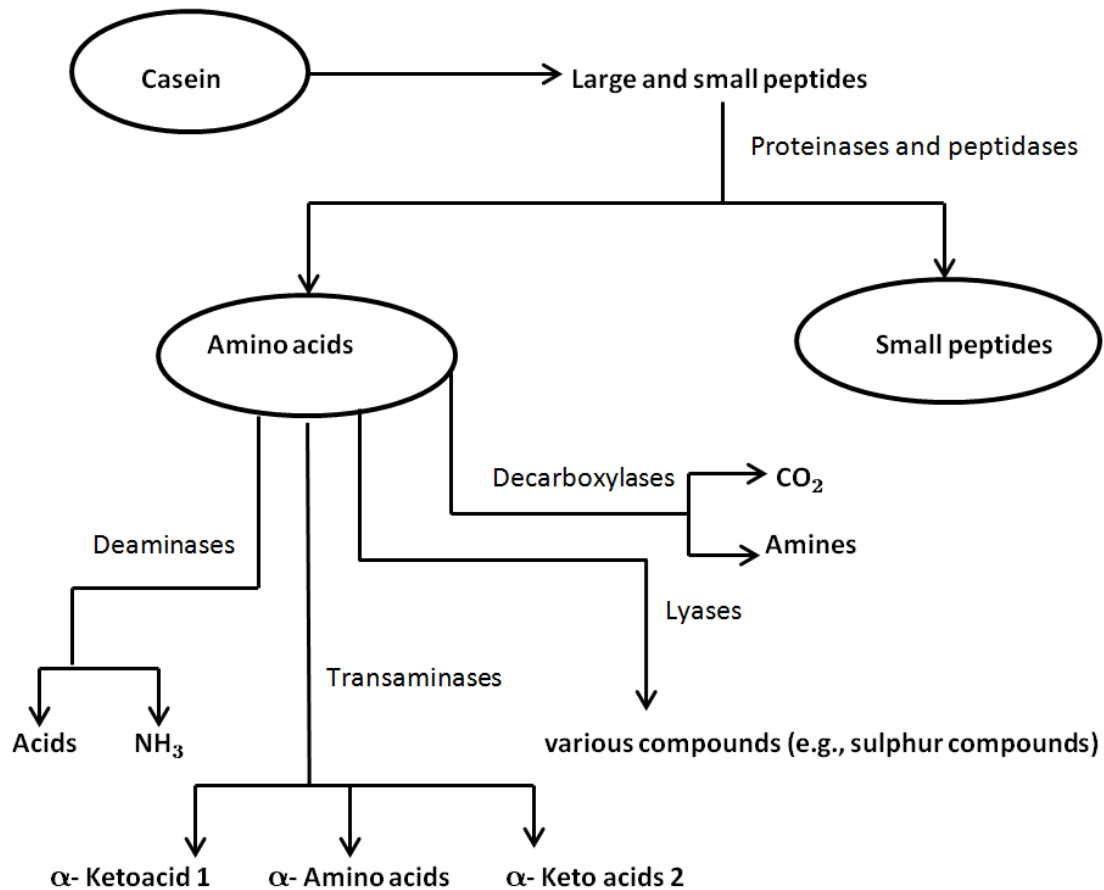 Casein
Large and small peptides
Proteinases and peptidases
Amino acids
Small peptides
Decarboxylases
CO₂
Amines
Deaminases
Lyases
Transaminases
Acids
NH₃
various compounds (e.g., sulphur compounds)
α- Ketoacid 1
α- Amino acids
α- Keto acids 2